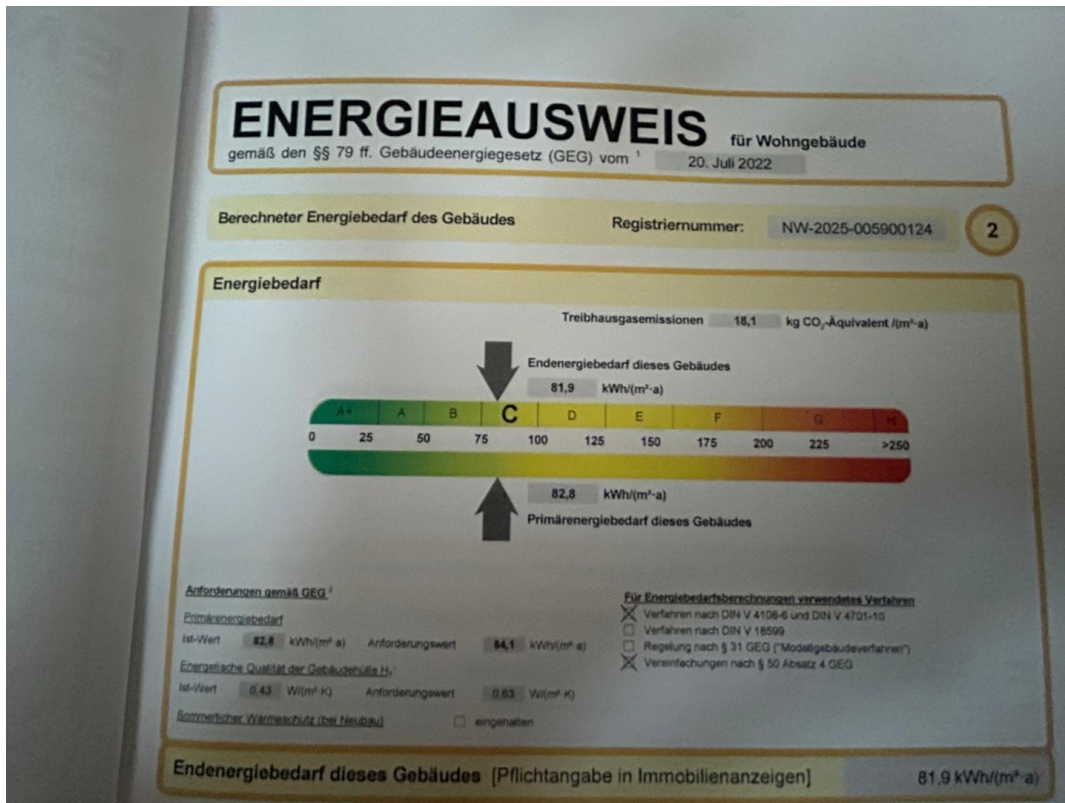 ENERGIEAUSWEIS für Wohngebäude
gemäß den §§ 79 ff. Gebäudeenergiegesetz (GEG) vom ¹ 20. Juli 2022
Berechneter Energiebedarf des Gebäudes Registriernummer: NW-2025-005900124 2
Energiebedarf
Treibhausgasemissionen 18,1 kg CO₂-Äquivalent /(m²·a)
Endenergiebedarf dieses Gebäudes
81,9 kWh/(m²·a)
A+ A B C D E F G H
0 25 50 75 100 125 150 175 200 225 >250
82,8 kWh/(m²·a)
Primärenergiebedarf dieses Gebäudes
Anforderungen gemäß GEG ²
Primärenergiebedarf
Ist-Wert 82,8 kWh/(m²·a) Anforderungswert 84,1 kWh/(m²·a)
Energetische Qualität der Gebäudehülle H_T'
Ist-Wert 0,43 W/(m²·K) Anforderungswert 0,63 W/(m²·K)
Sommerlicher Wärmeschutz (bei Neubau) eingehalten
Für Energiebedarfsberechnungen verwendetes Verfahren
Verfahren nach DIN V 4108-6 und DIN V 4701-10
Verfahren nach DIN V 18599
Regelung nach § 31 GEG ("Modellgebäudeverfahren")
Vereinfachungen nach § 50 Absatz 4 GEG
Endenergiebedarf dieses Gebäudes [Pflichtangabe in Immobilienanzeigen] 81,9 kWh/(m²·a)